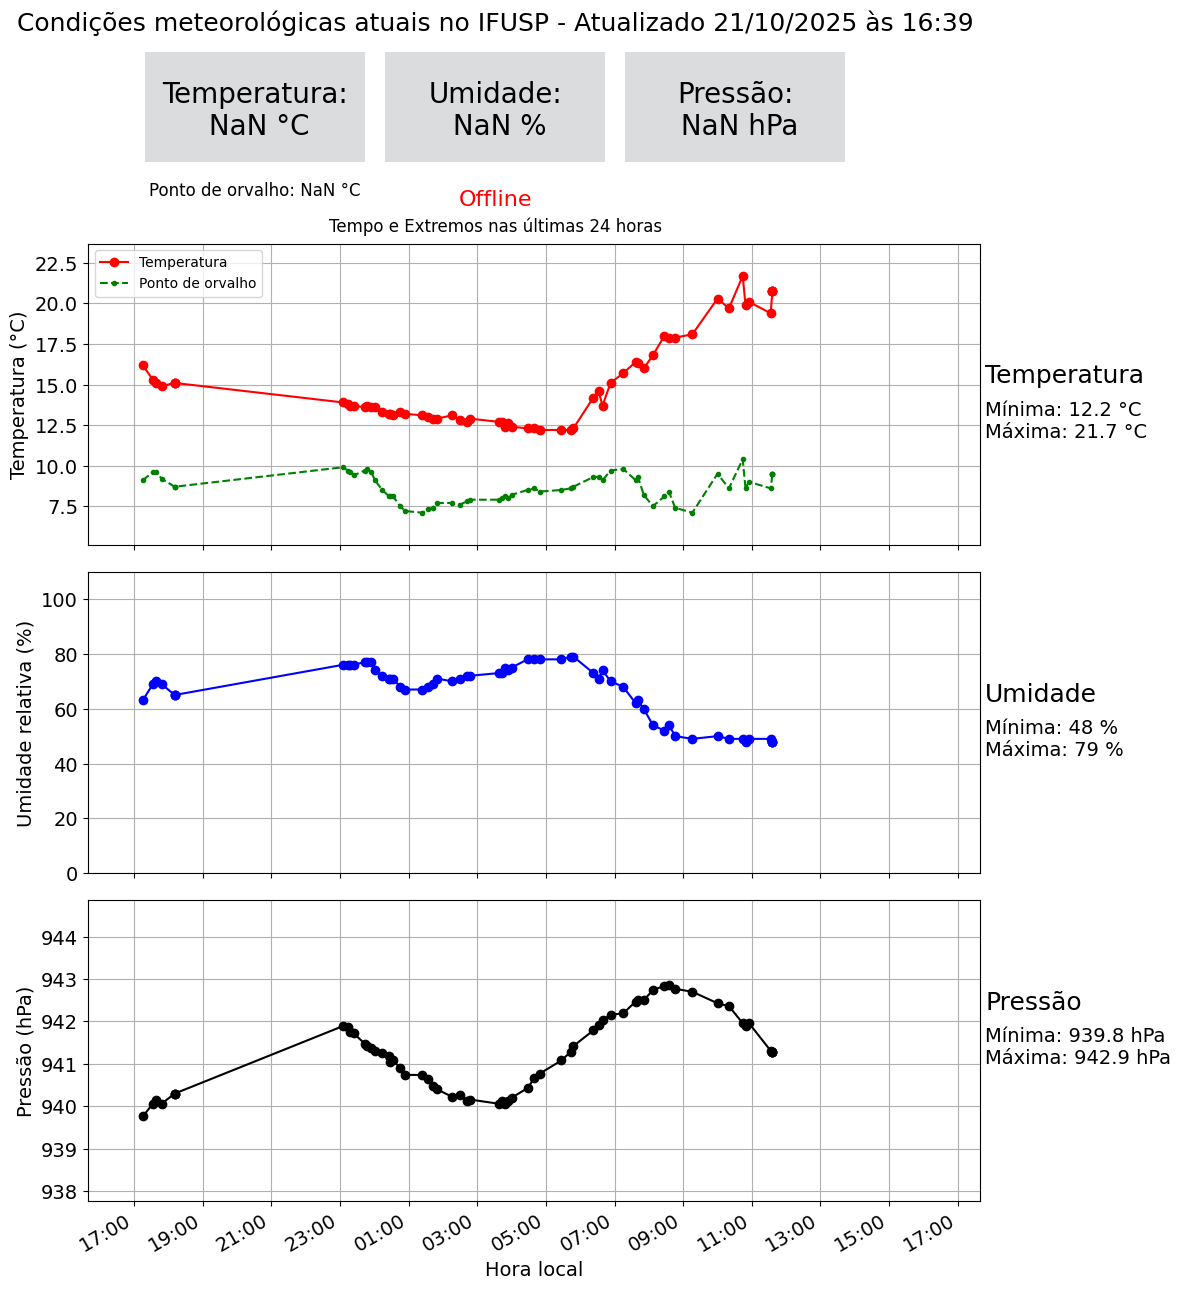 Condições meteorológicas atuais no IFUSP - Atualizado 21/10/2025 às 16:39
Temperatura:
NaN °C
Umidade:
NaN %
Pressão:
NaN hPa
Ponto de orvalho: NaN °C
Offline
Tempo e Extremos nas últimas 24 horas
Temperatura (°C)
22.5
20.0
17.5
15.0
12.5
10.0
7.5
Temperatura
Ponto de orvalho
Temperatura
Mínima: 12.2 °C
Máxima: 21.7 °C
Umidade relativa (%)
100
80
60
40
20
0
Umidade
Mínima: 48 %
Máxima: 79 %
Pressão (hPa)
944
943
942
941
940
939
938
Pressão
Mínima: 939.8 hPa
Máxima: 942.9 hPa
17:00 19:00 21:00 23:00 01:00 03:00 05:00 07:00 09:00 11:00 13:00 15:00 17:00
Hora local